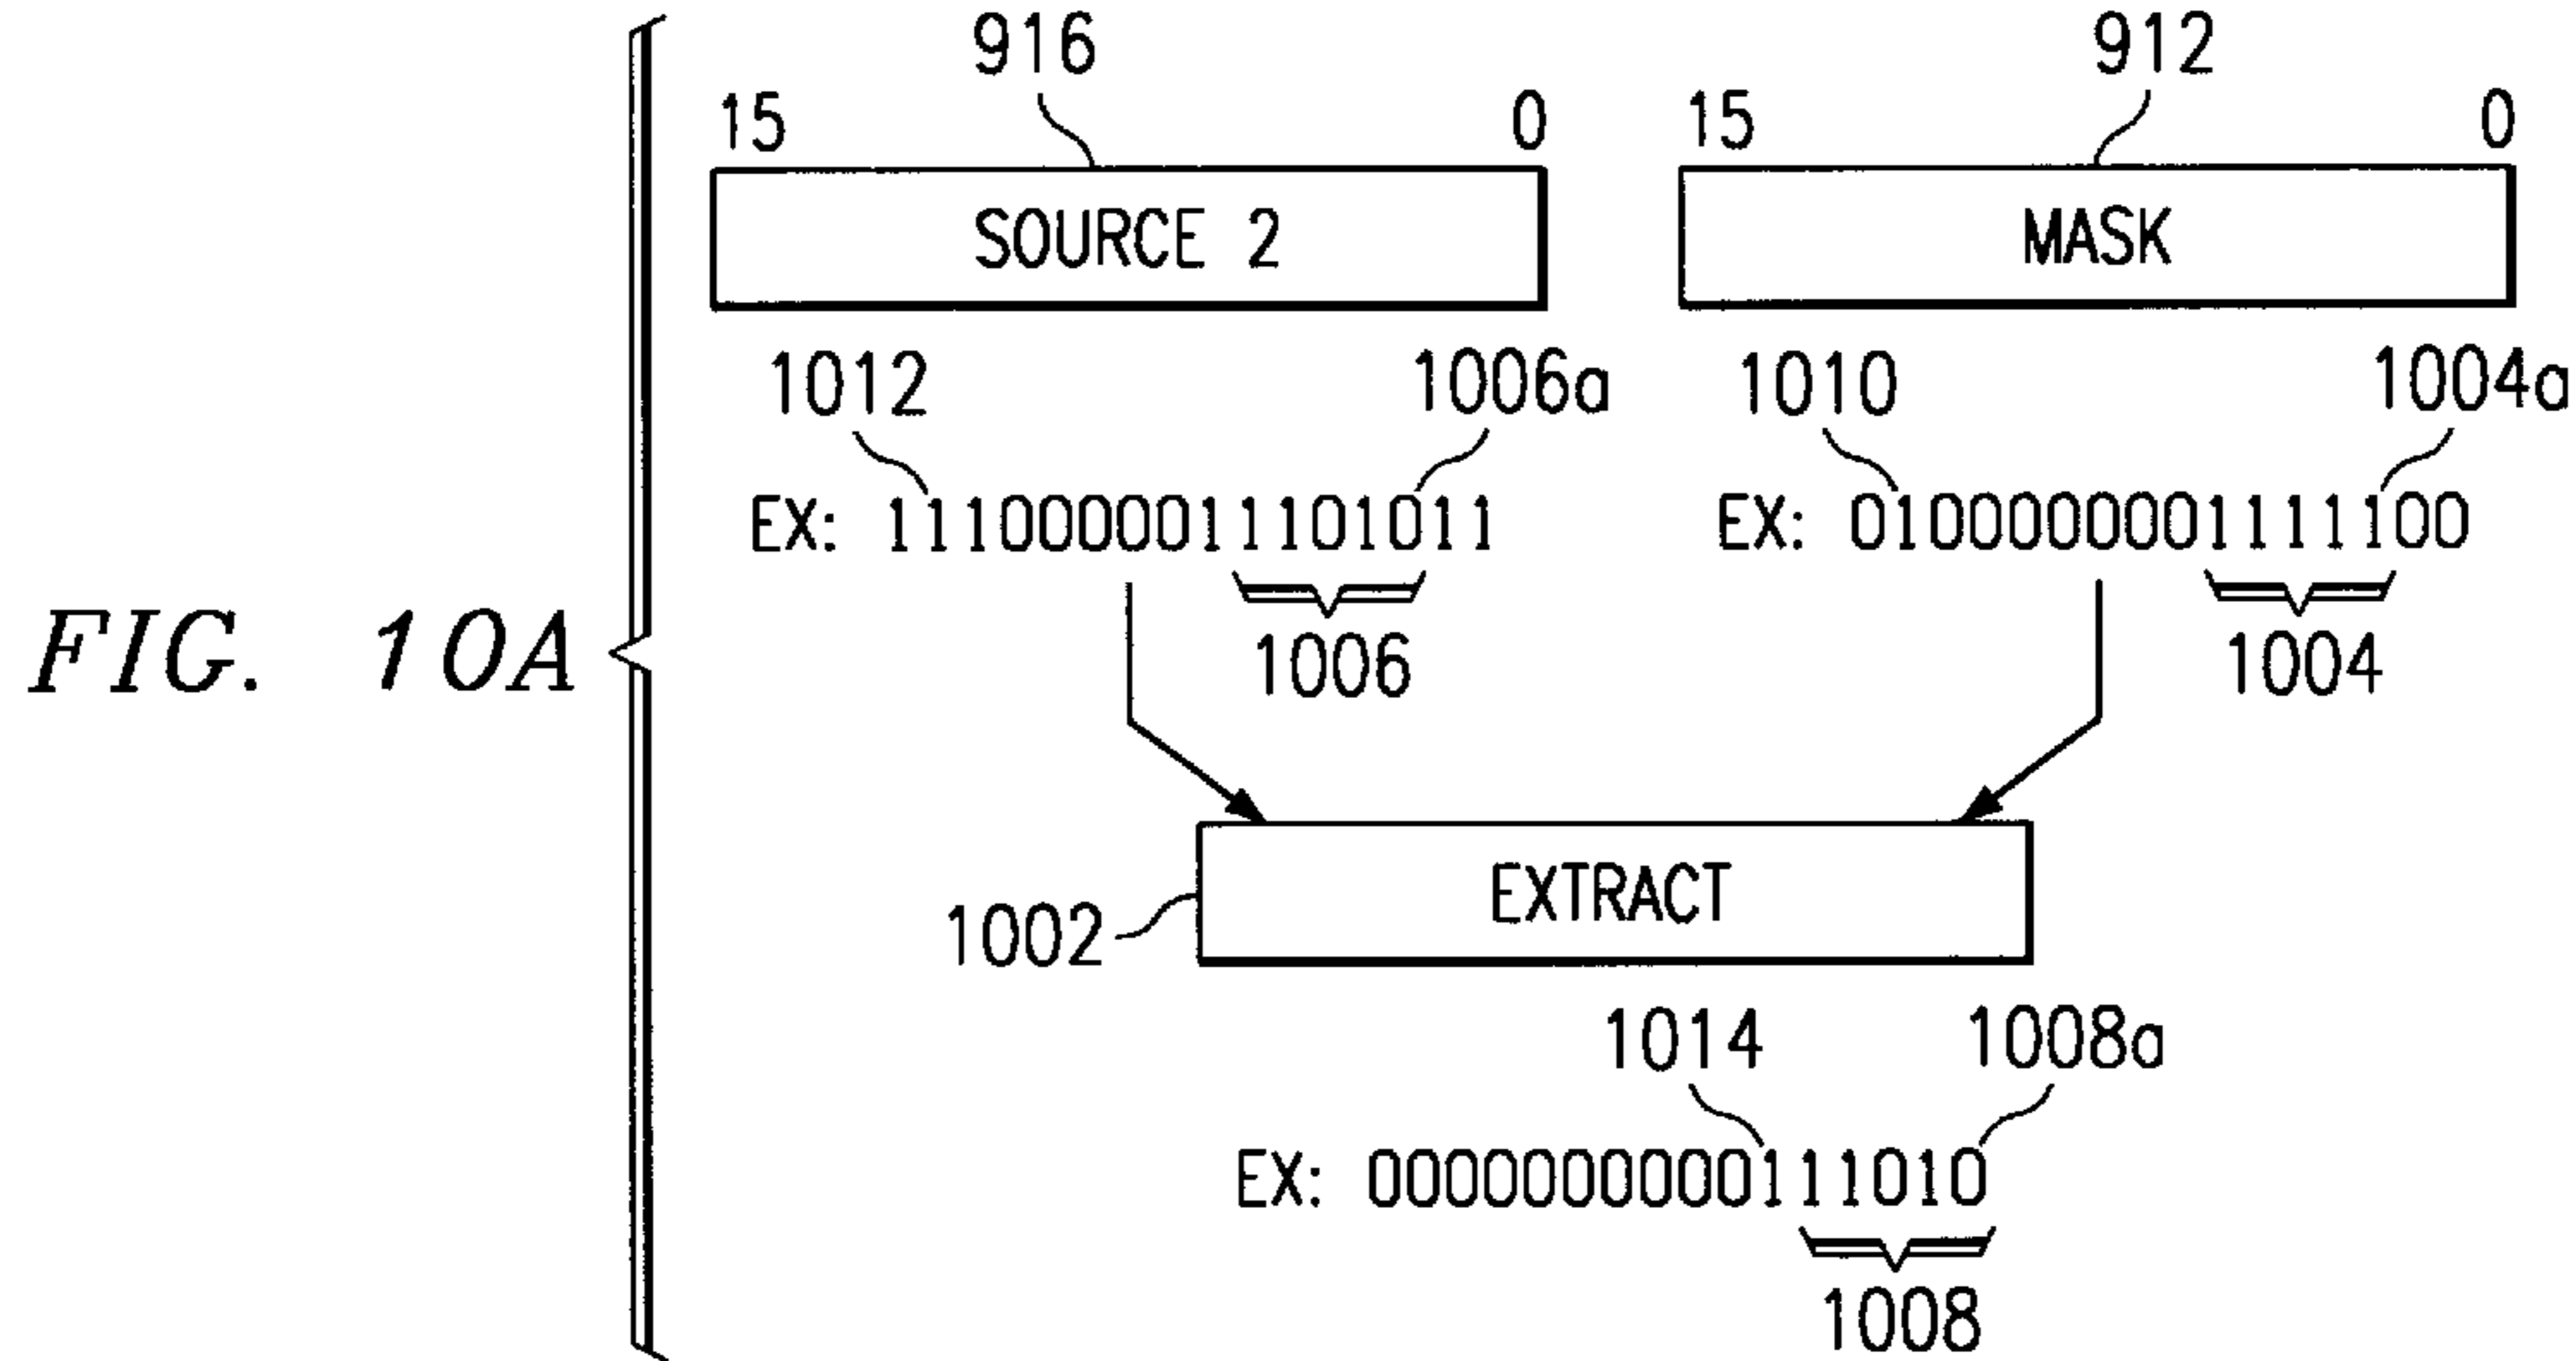 916
912
15 0 15 0
SOURCE 2 MASK
1012 1006a 1010 1004a
EX: 1110000011101011 EX: 0100000001111100
1006 1004
FIG. 10A
EXTRACT
1002
1014 1008a
EX: 0000000000111010
1008